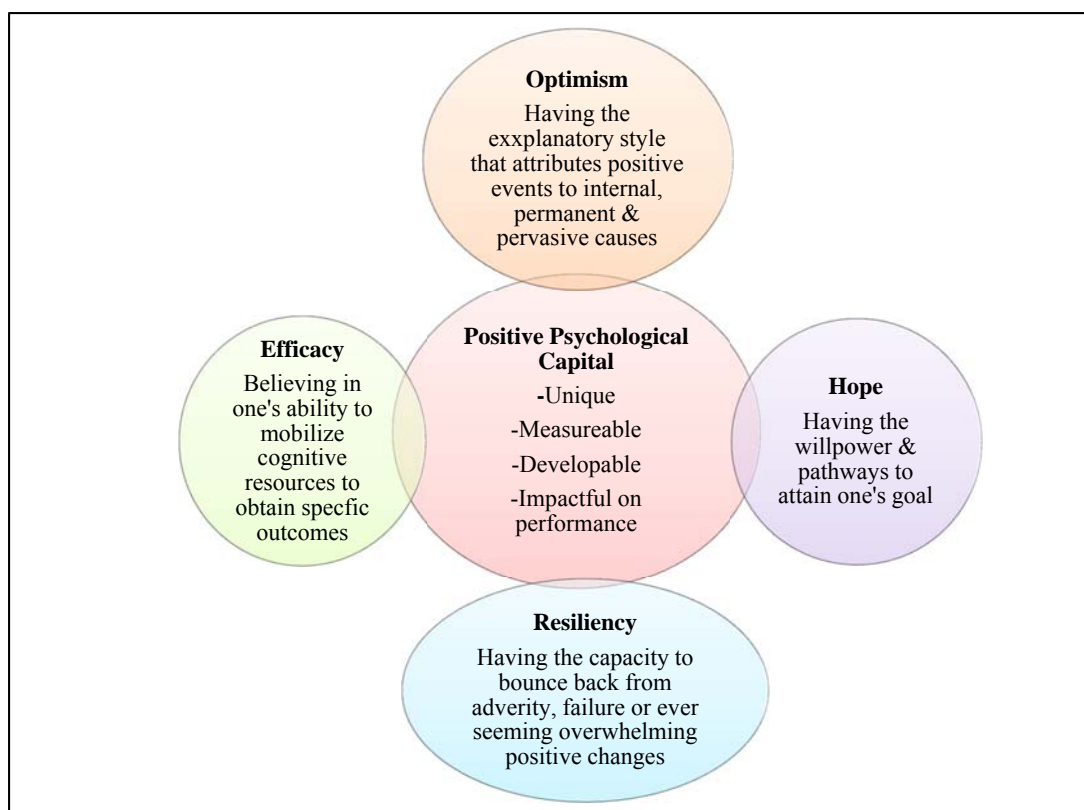 Optimism
Having the
exxplanatory style
that attributes positive
events to internal,
permanent &
pervasive causes
Efficacy
Believing in
one's ability to
mobilize
cognitive
resources to
obtain specfic
outcomes
Positive Psychological
Capital
-Unique
-Measureable
-Developable
-Impactful on
performance
Hope
Having the
willpower &
pathways to
attain one's goal
Resiliency
Having the capacity to
bounce back from
adverity, failure or ever
seeming overwhelming
positive changes